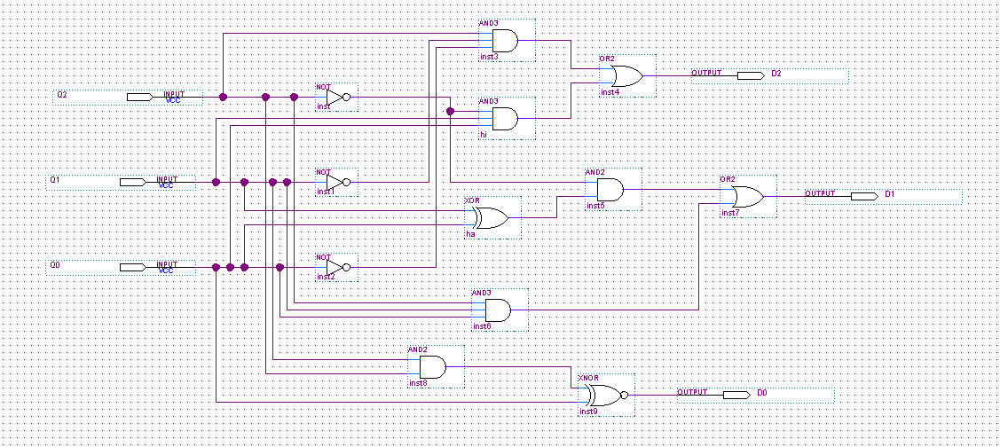 AND3
inst3
OR2
inst4
OUTPUT
D2
Q2
INPUT
VCC
NOT
inst
AND3
hi
Q1
INPUT
VCC
NOT
inst1
AND2
inst5
XOR
ha
OR2
inst7
OUTPUT
D1
Q0
INPUT
VCC
NOT
inst2
AND3
inst6
AND2
inst8
XNOR
inst9
OUTPUT
D0